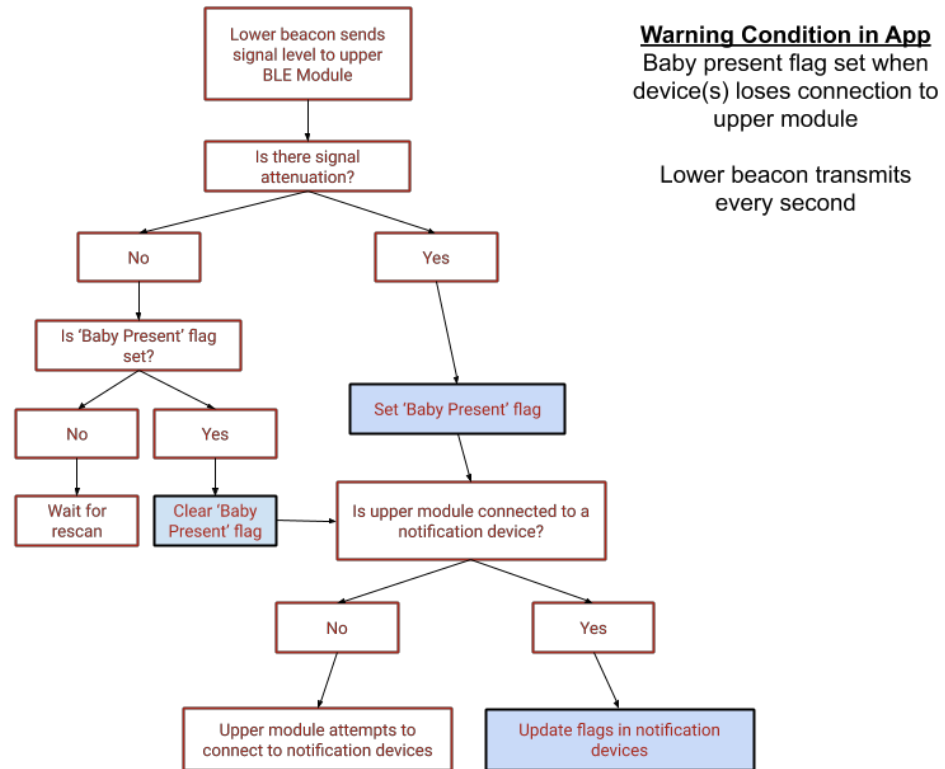 Lower beacon sends
signal level to upper
BLE Module
Warning Condition in App
Baby present flag set when
device(s) loses connection to
upper module
Lower beacon transmits
every second
Is there signal
attenuation?
No
Yes
Is ‘Baby Present’ flag
set?
Set ‘Baby Present’ flag
No
Yes
Wait for
rescan
Clear ‘Baby
Present’ flag
Is upper module connected to a
notification device?
No
Yes
Upper module attempts to
connect to notification devices
Update flags in notification
devices